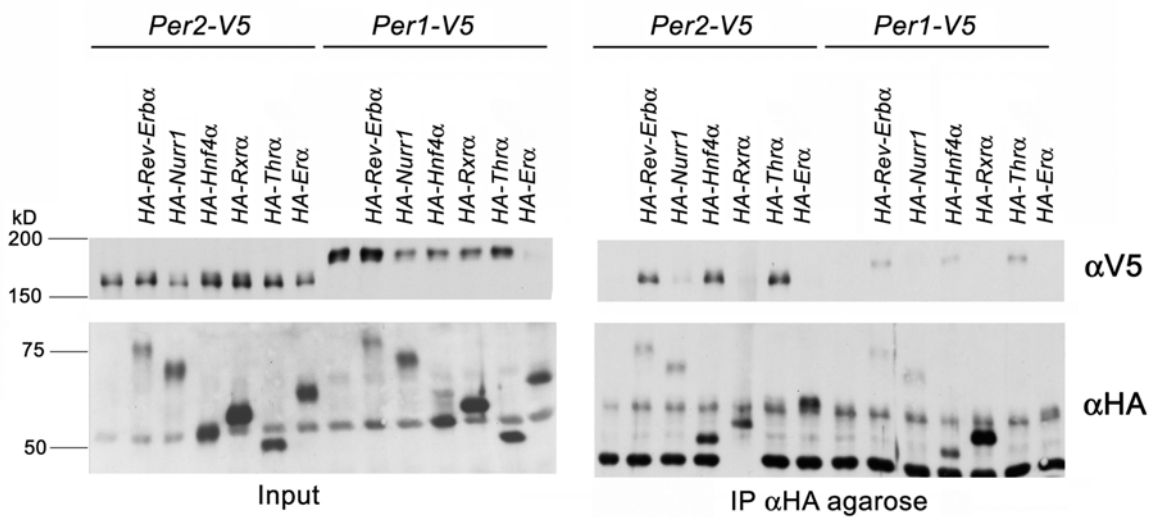 Per2-V5 Per1-V5 Per2-V5 Per1-V5
HA-Rev-Erbα HA-Nurr1 HA-Hnf4α HA-Rxrα HA-Thrα HA-Erα HA-Rev-Erbα HA-Nurr1 HA-Hnf4α HA-Rxrα HA-Thrα HA-Erα HA-Rev-Erbα HA-Nurr1 HA-Hnf4α HA-Rxrα HA-Thrα HA-Erα HA-Rev-Erbα HA-Nurr1 HA-Hnf4α HA-Rxrα HA-Thrα HA-Erα
kD
200
αV5
150
75
αHA
50
Input IP αHA agarose